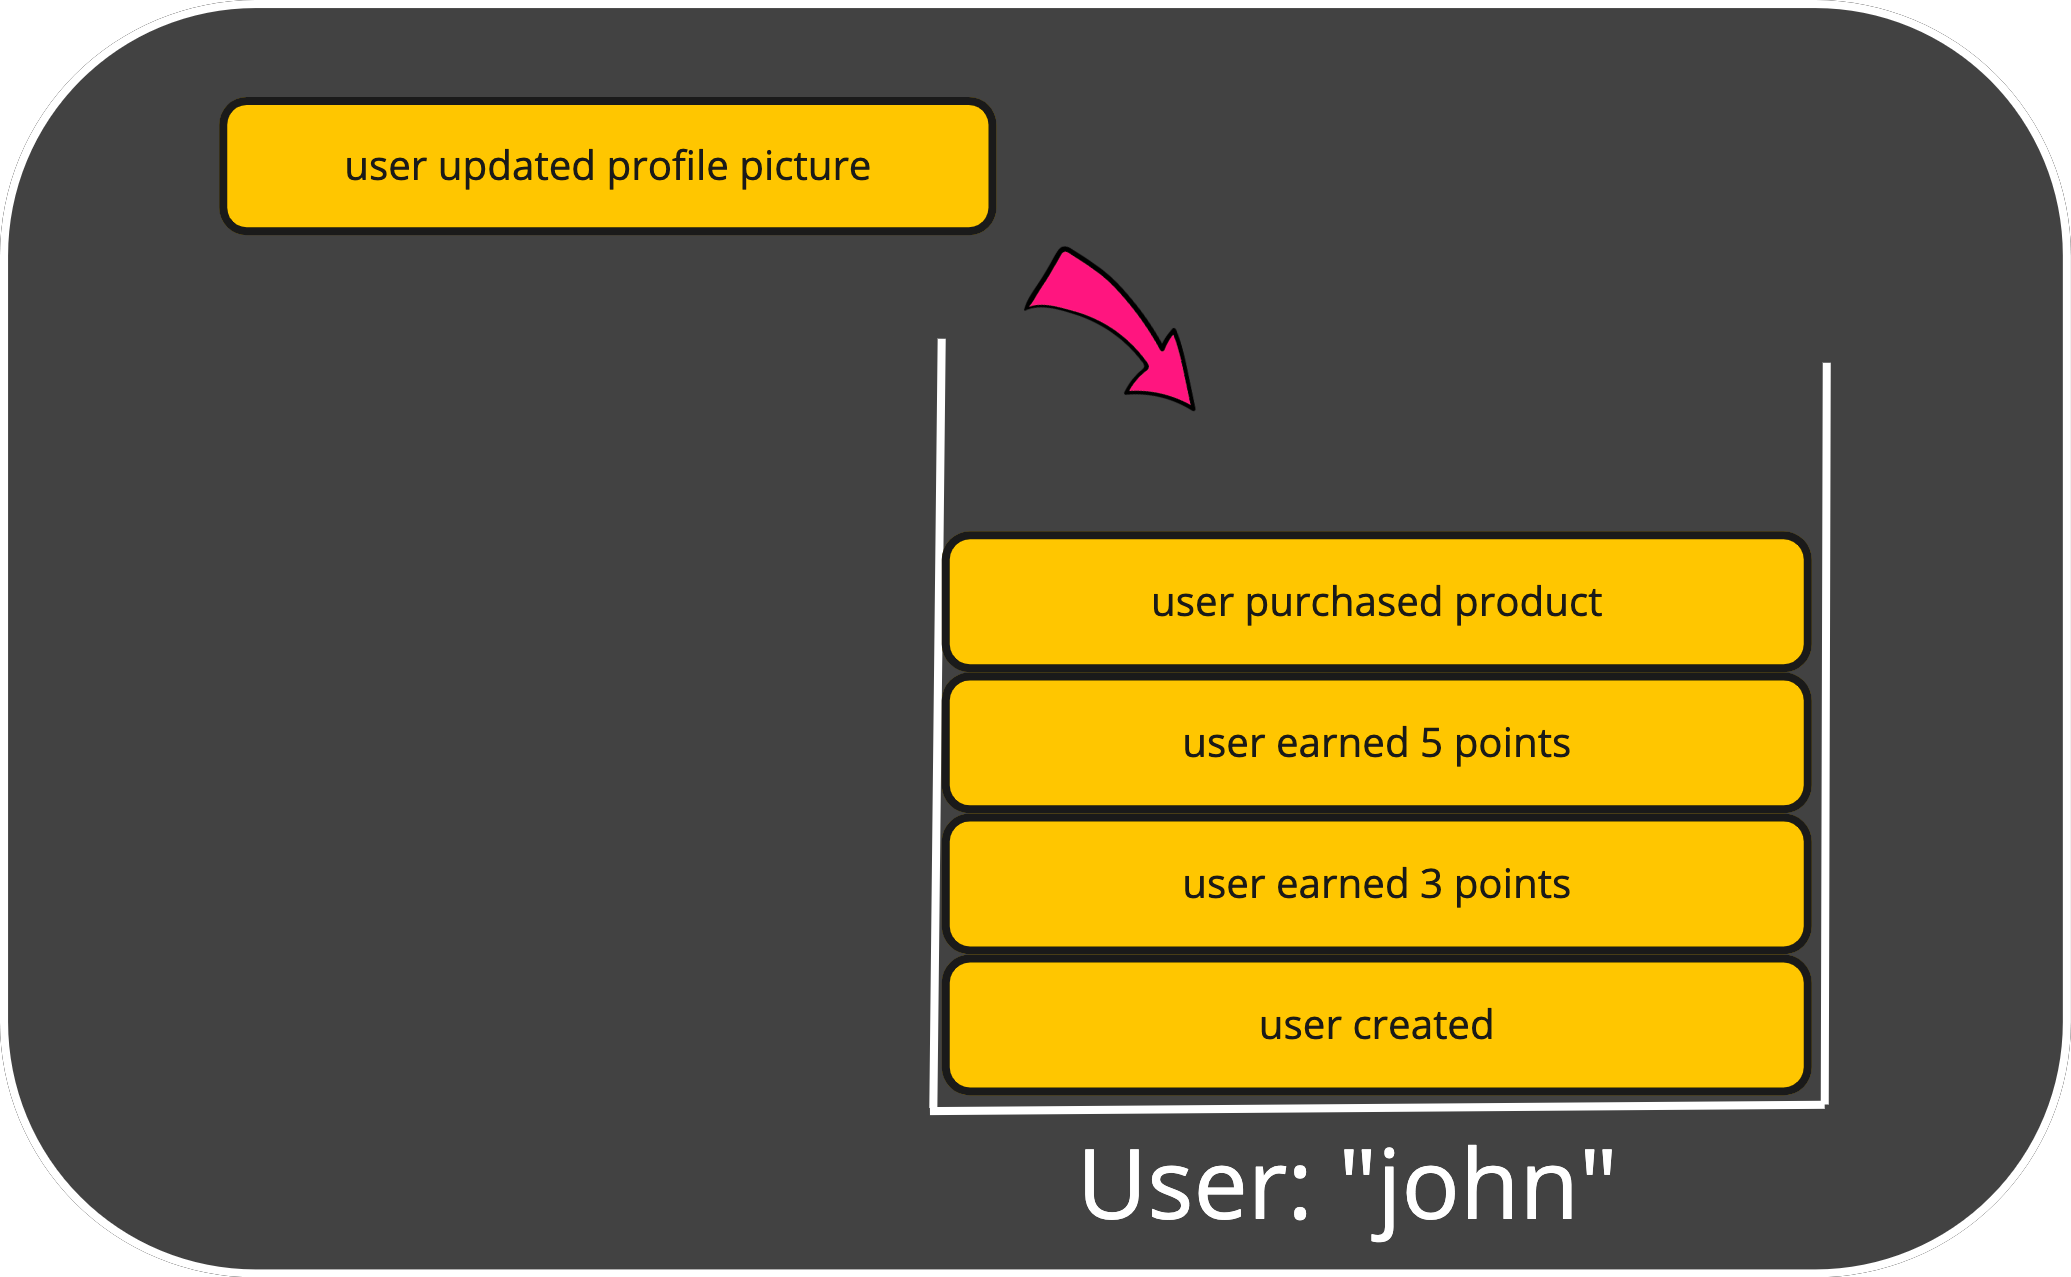 user updated profile picture
user purchased product
user earned 5 points
user earned 3 points
user created
User: "john"